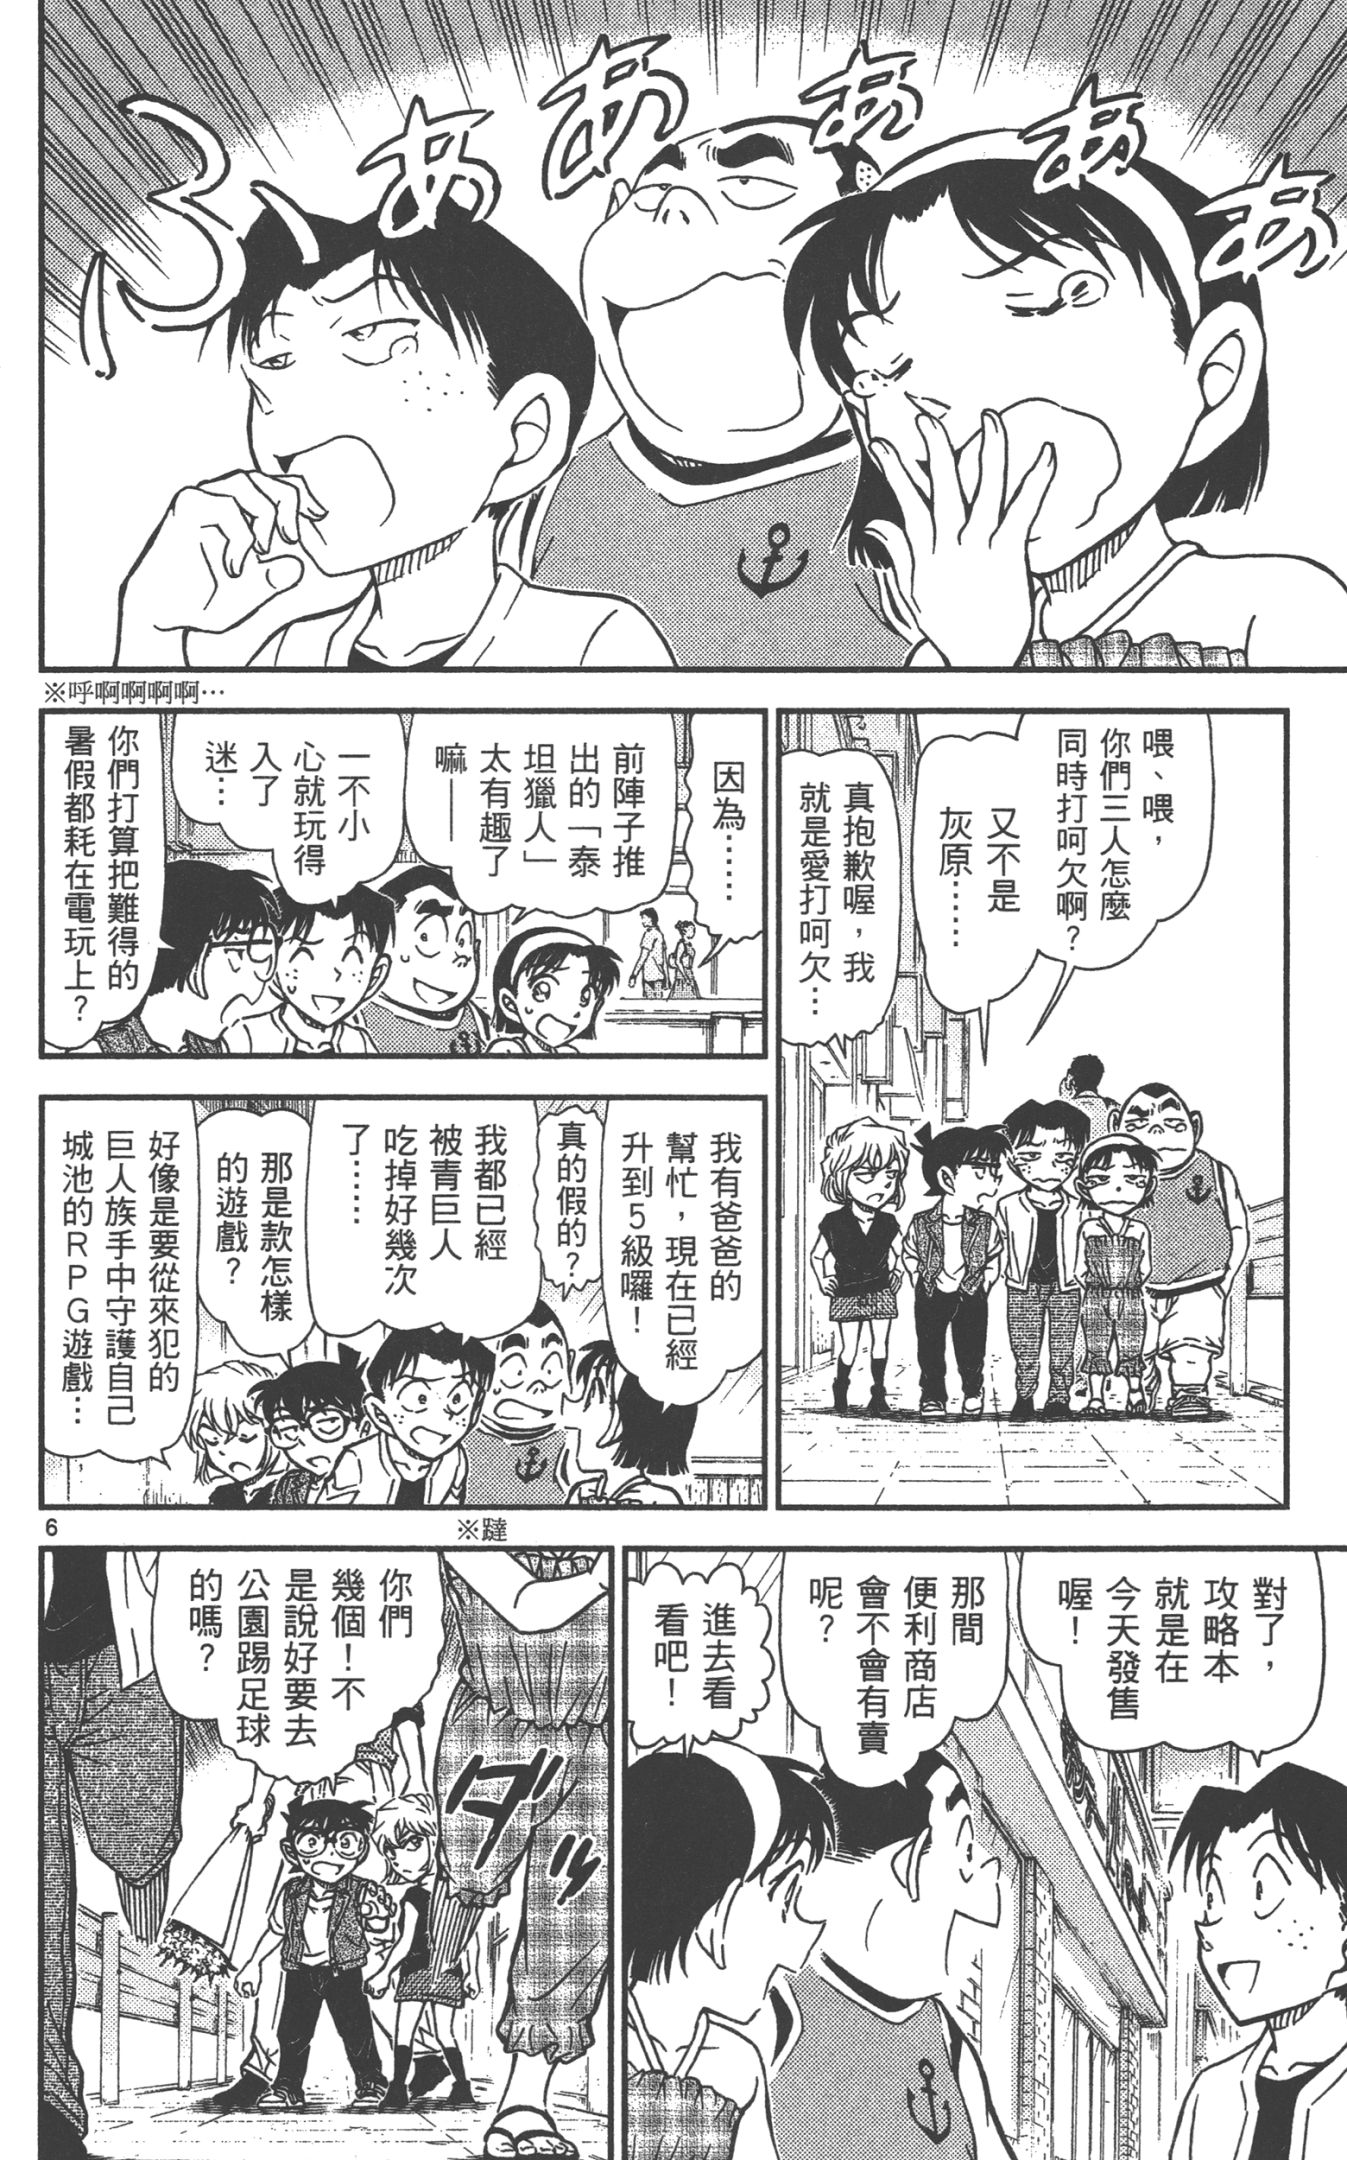 ふぁぁぁぁぁ
※呼啊啊啊啊啊…
喂、喂，
你們三人怎麼
同時打呵欠啊？
又不是
灰原……
真抱歉喔，我
就是愛打呵欠…
因為……
前陣子推
出的「泰
坦獵人」
太有趣了
嘛——
一不小
心就玩得
入了
迷…
你們打算把難得的
暑假都耗在電玩上？
我有爸爸的
幫忙，現在已經
升到5級囉！
真的假的？
我都已經
被青巨人
吃掉好幾次
了……
那是款怎樣
的遊戲？
好像是要從來犯的
巨人族手中守護自己
城池的RPG遊戲…
6
※躂
對了，
攻略本
就是在
今天發售
喔！
那間
便利商店
會不會有賣
呢？
進去看
看吧！
你們
幾個！不
是說好要去
公園踢足球
的嗎？
ダッ